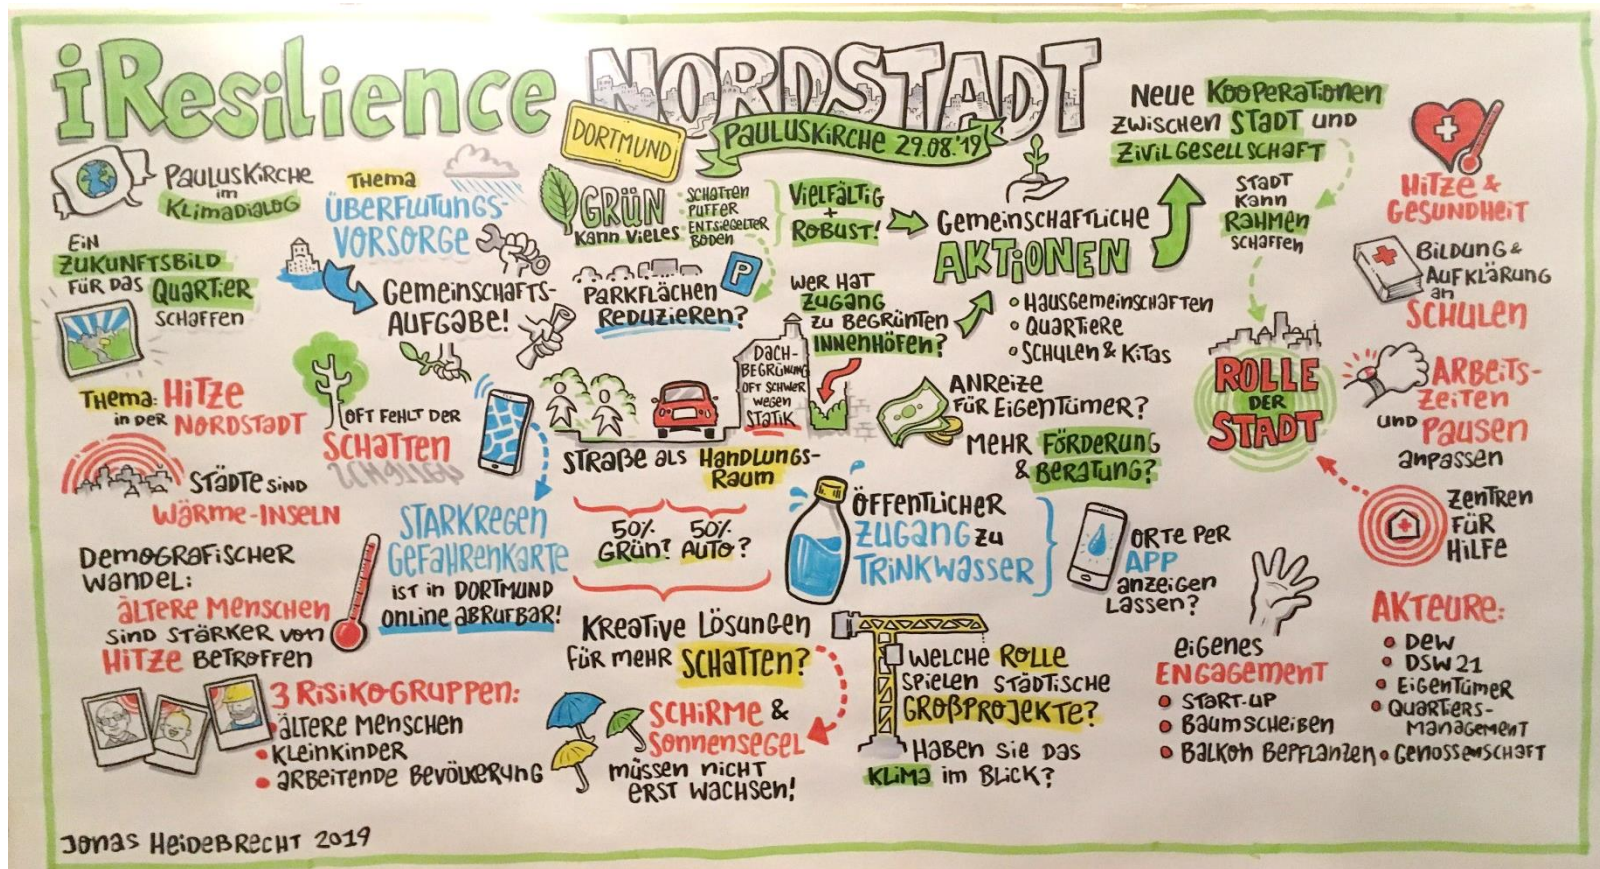 iResilience NORDSTADT
DORTMUND
PAULUSKIRCHE 29.08.'19
PAULUSKIRCHE
im
KLIMADIALOG
EIN
ZUKUNFTSBILD
FÜR DAS QUARTIER
SCHAFFEN
THEMA: HITZE
in DER NORDSTADT
STÄDTE SIND
WÄRME-INSELN
DEMOGRAFISCHER
WANDEL:
ÄLTERE MENSCHEN
SIND STÄRKER VON
HITZE BETROFFEN
3 RISIKOGRUPPEN:
• ÄLTERE MENSCHEN
• KLEINKINDER
• ARBEITENDE BEVÖLKERUNG
THEMA
ÜBERFLUTUNGS-
VORSORGE
GEMEINSCHAFTS-
AUFGABE!
OFT FEHLT DER
SCHATTEN
STARKREGEN
GEFAHRENKARTE
IST in DORTMUND
ONLINE ABRUFBAR!
GRÜN
KANN VIELES
• SCHATTEN
• PUFFER
• ENTSIEGELTER
BODEN
VIELFÄLTIG
+
ROBUST!
PARKFLÄCHEN
REDUZIEREN?
P
DACH-
BEGRÜNUNG
OFT SCHWER
WEGEN
STATIK
STRAßE ALS HANDLUNGS-
RAUM
50%
GRÜN?
50%
AUTO?
KREATIVE LÖSUNGEN
FÜR MEHR SCHATTEN?
SCHIRME &
SONNENSEGEL
MÜSSEN NICHT
ERST WACHSEN!
GEMEINSCHAFTLICHE
AKTIONEN
• HAUSGEMEINSCHAFTEN
• QUARTIERE
• SCHULEN & KITAS
WER HAT
ZUGANG
ZU BEGRÜNTEN
INNENHÖFEN?
ANREIZE
FÜR EIGENTÜMER?
MEHR FÖRDERUNG
& BERATUNG?
ÖFFENTLICHER
ZUGANG ZU
TRINKWASSER
ORTE PER
APP
ANZEIGEN
LASSEN?
WELCHE ROLLE
SPIELEN STÄDTISCHE
GROßPROJEKTE?
HABEN SIE DAS
KLIMA im BLICK?
NEUE KOOPERATIONEN
ZWISCHEN STADT UND
ZIVILGESELLSCHAFT
STADT
KANN
RAHMEN
SCHAFFEN
ROLLE
DER
STADT
HITZE &
GESUNDHEIT
BILDUNG &
AUFKLÄRUNG
an
SCHULEN
ARBEITS-
ZEITEN
UND PAUSEN
ANPASSEN
ZENTREN
FÜR
HILFE
EIGENES
ENGAGEMENT
• START-UP
• BAUMSCHEIBEN
• BALKON BEPFLANZEN
AKTEURE:
• DEW
• DSW21
• EIGENTÜMER
• QUARTIERS-
MANAGEMENT
• GENOSSENSCHAFT
JONAS HEIDEBRECHT 2019